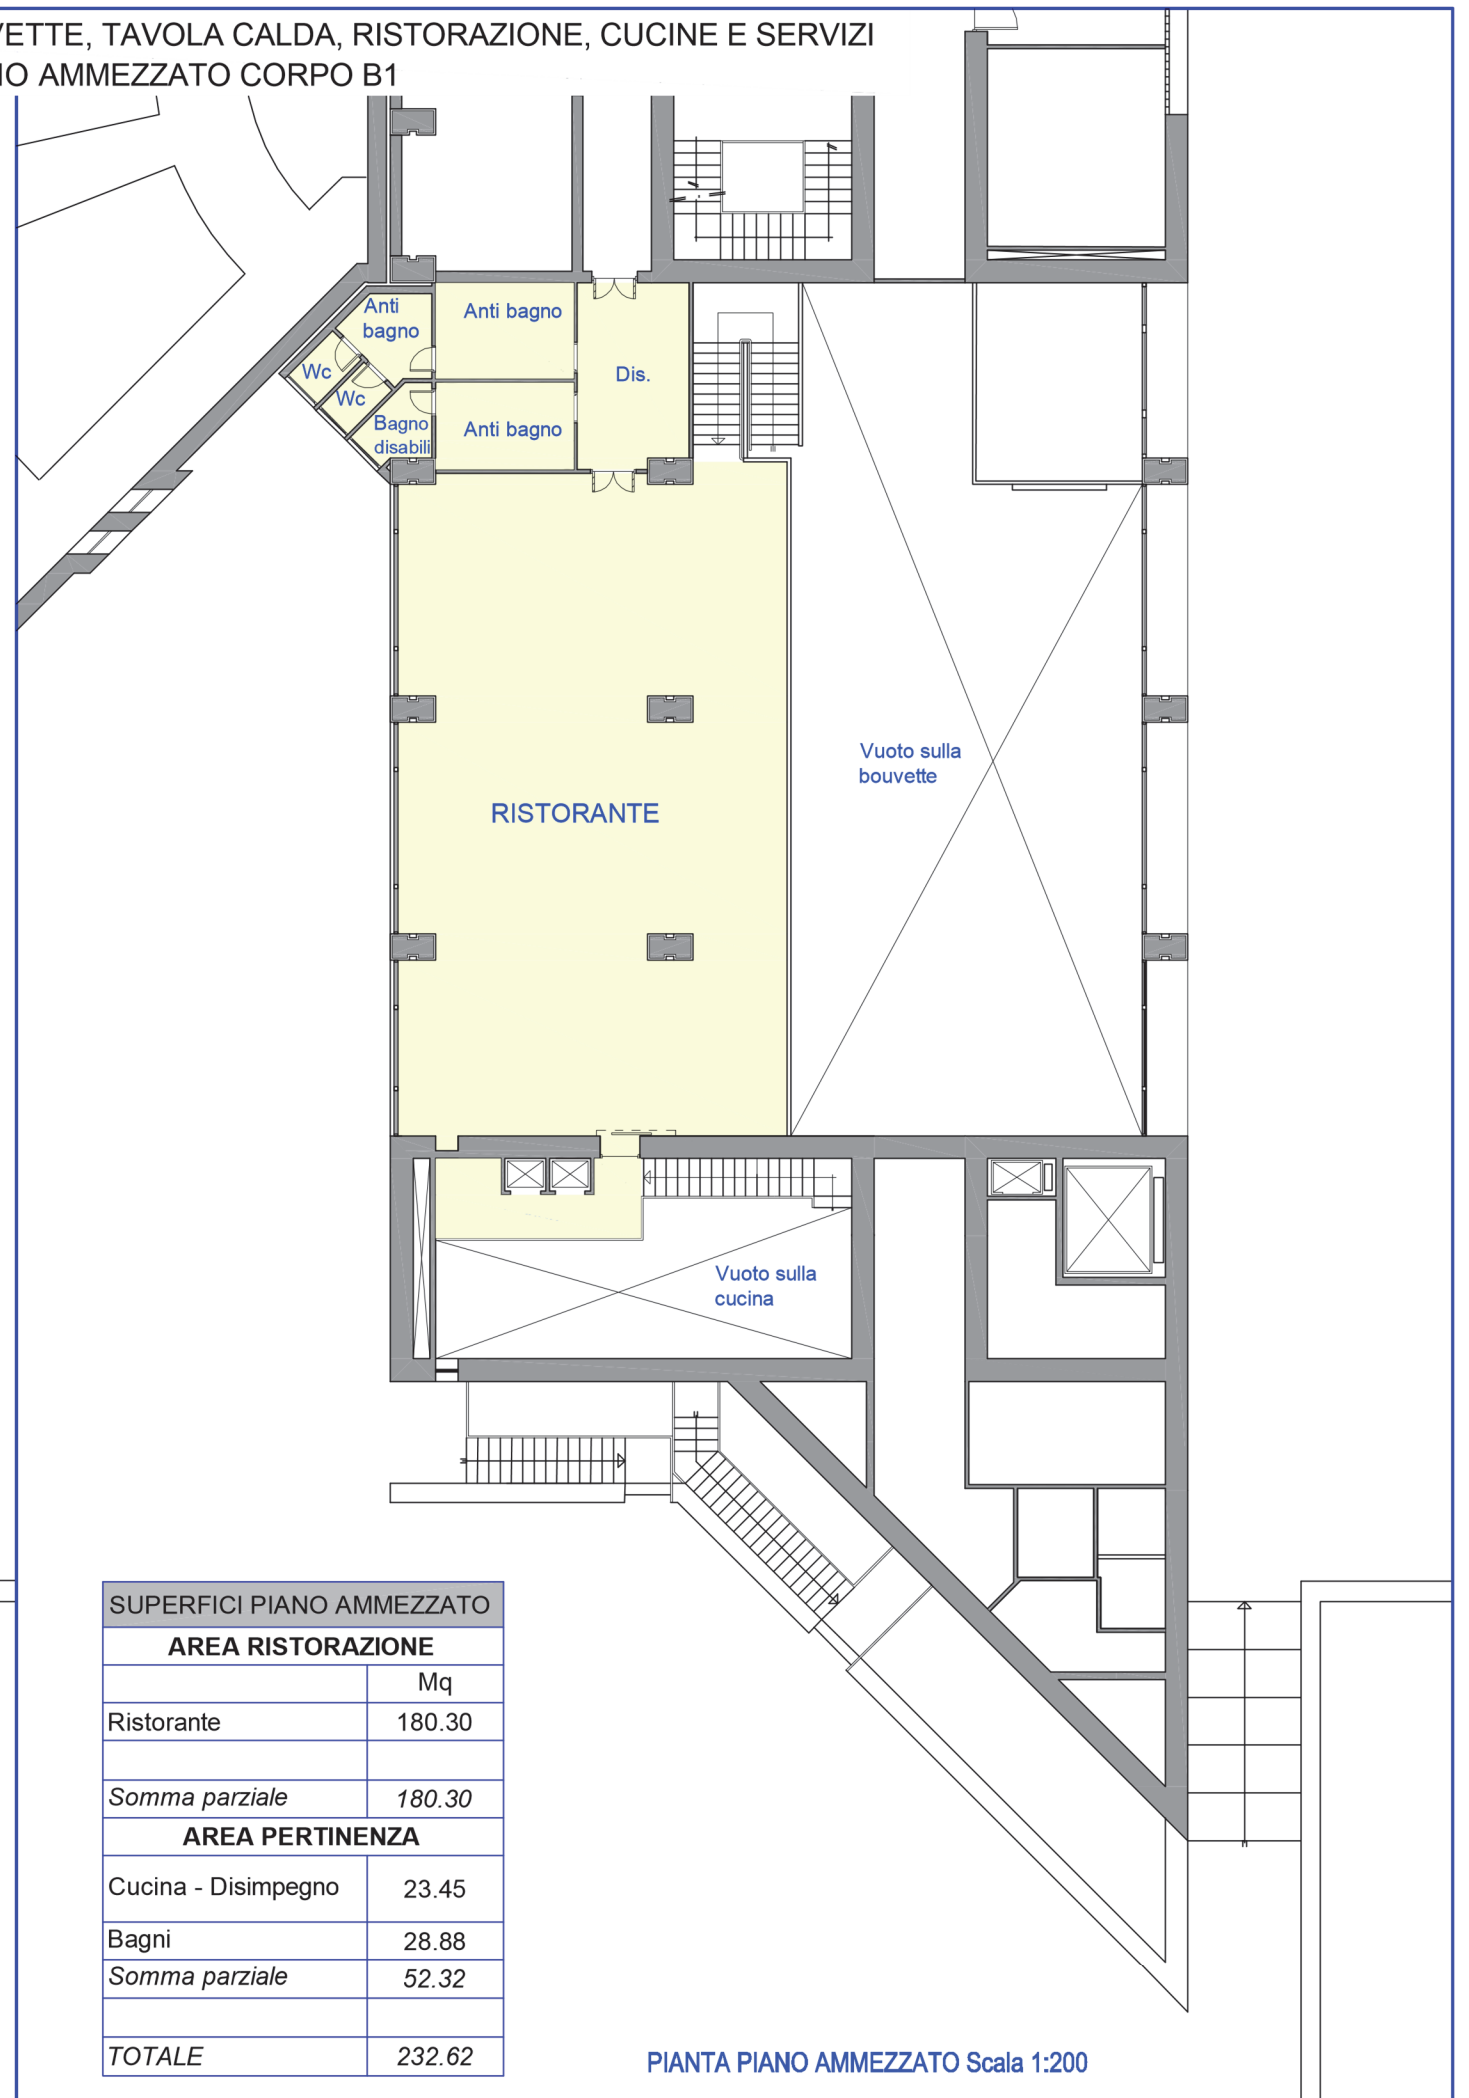 VETTE, TAVOLA CALDA, RISTORAZIONE, CUCINE E SERVIZI
NO AMMEZZATO CORPO B1
Anti
bagno
Anti bagno
Wc
Wc
Dis.
Bagno
disabili
Anti bagno
Vuoto sulla
bouvette
RISTORANTE
Vuoto sulla
cucina
SUPERFICI PIANO AMMEZZATO
AREA RISTORAZIONE
Mq
Ristorante 180.30
Somma parziale 180.30
AREA PERTINENZA
Cucina - Disimpegno 23.45
Bagni 28.88
Somma parziale 52.32
TOTALE 232.62
PIANTA PIANO AMMEZZATO Scala 1:200